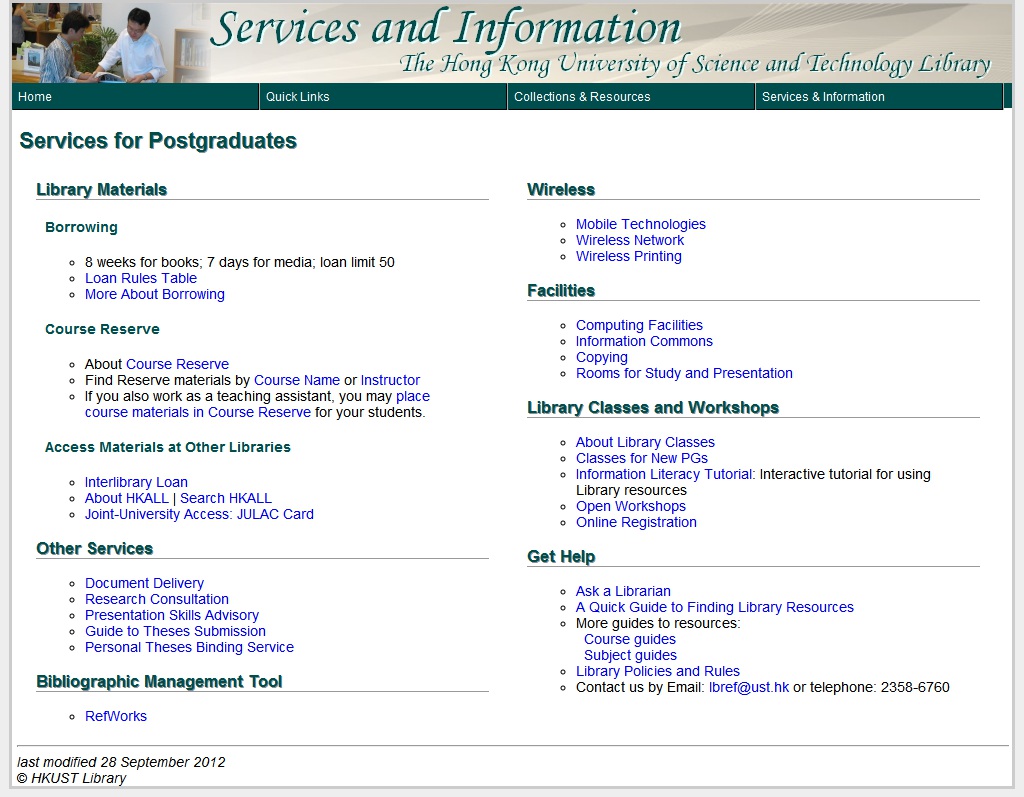 Services and Information
The Hong Kong University of Science and Technology Library
Home Quick Links Collections & Resources Services & Information
Services for Postgraduates
Library Materials
Borrowing
8 weeks for books; 7 days for media; loan limit 50
Loan Rules Table
More About Borrowing
Course Reserve
About Course Reserve
Find Reserve materials by Course Name or Instructor
If you also work as a teaching assistant, you may place
course materials in Course Reserve for your students.
Access Materials at Other Libraries
Interlibrary Loan
About HKALL | Search HKALL
Joint-University Access: JULAC Card
Other Services
Document Delivery
Research Consultation
Presentation Skills Advisory
Guide to Theses Submission
Personal Theses Binding Service
Bibliographic Management Tool
RefWorks
Wireless
Mobile Technologies
Wireless Network
Wireless Printing
Facilities
Computing Facilities
Information Commons
Copying
Rooms for Study and Presentation
Library Classes and Workshops
About Library Classes
Classes for New PGs
Information Literacy Tutorial: Interactive tutorial for using
Library resources
Open Workshops
Online Registration
Get Help
Ask a Librarian
A Quick Guide to Finding Library Resources
More guides to resources:
Course guides
Subject guides
Library Policies and Rules
Contact us by Email: lbref@ust.hk or telephone: 2358-6760
last modified 28 September 2012
© HKUST Library